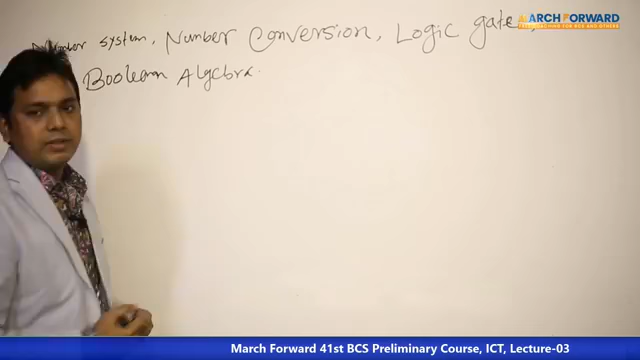 MARCH FORWARD
Number system, Number Conversion, Logic gate,
Boolean Algebra.
March Forward 41st BCS Preliminary Course, ICT, Lecture-03